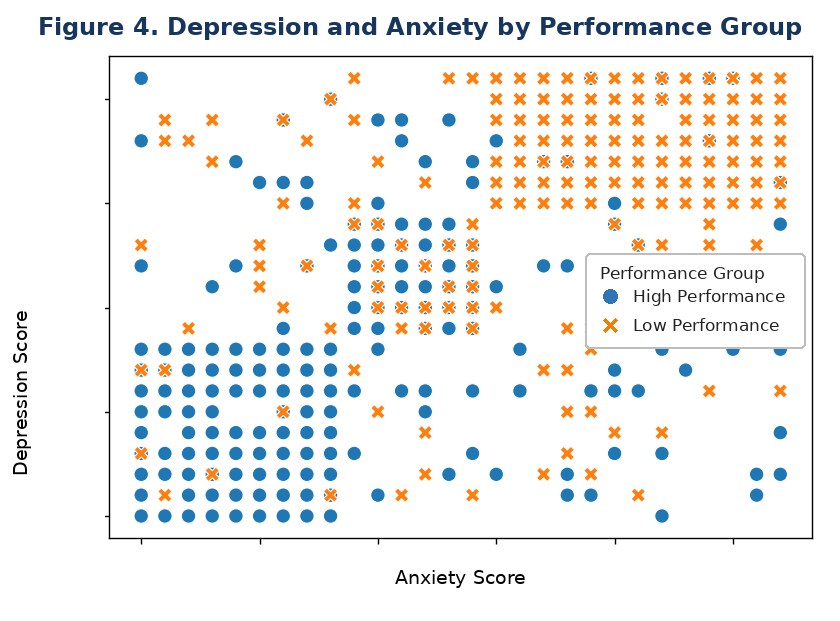 Figure 4. Depression and Anxiety by Performance Group
Depression Score
Performance Group
High Performance
Low Performance
Anxiety Score